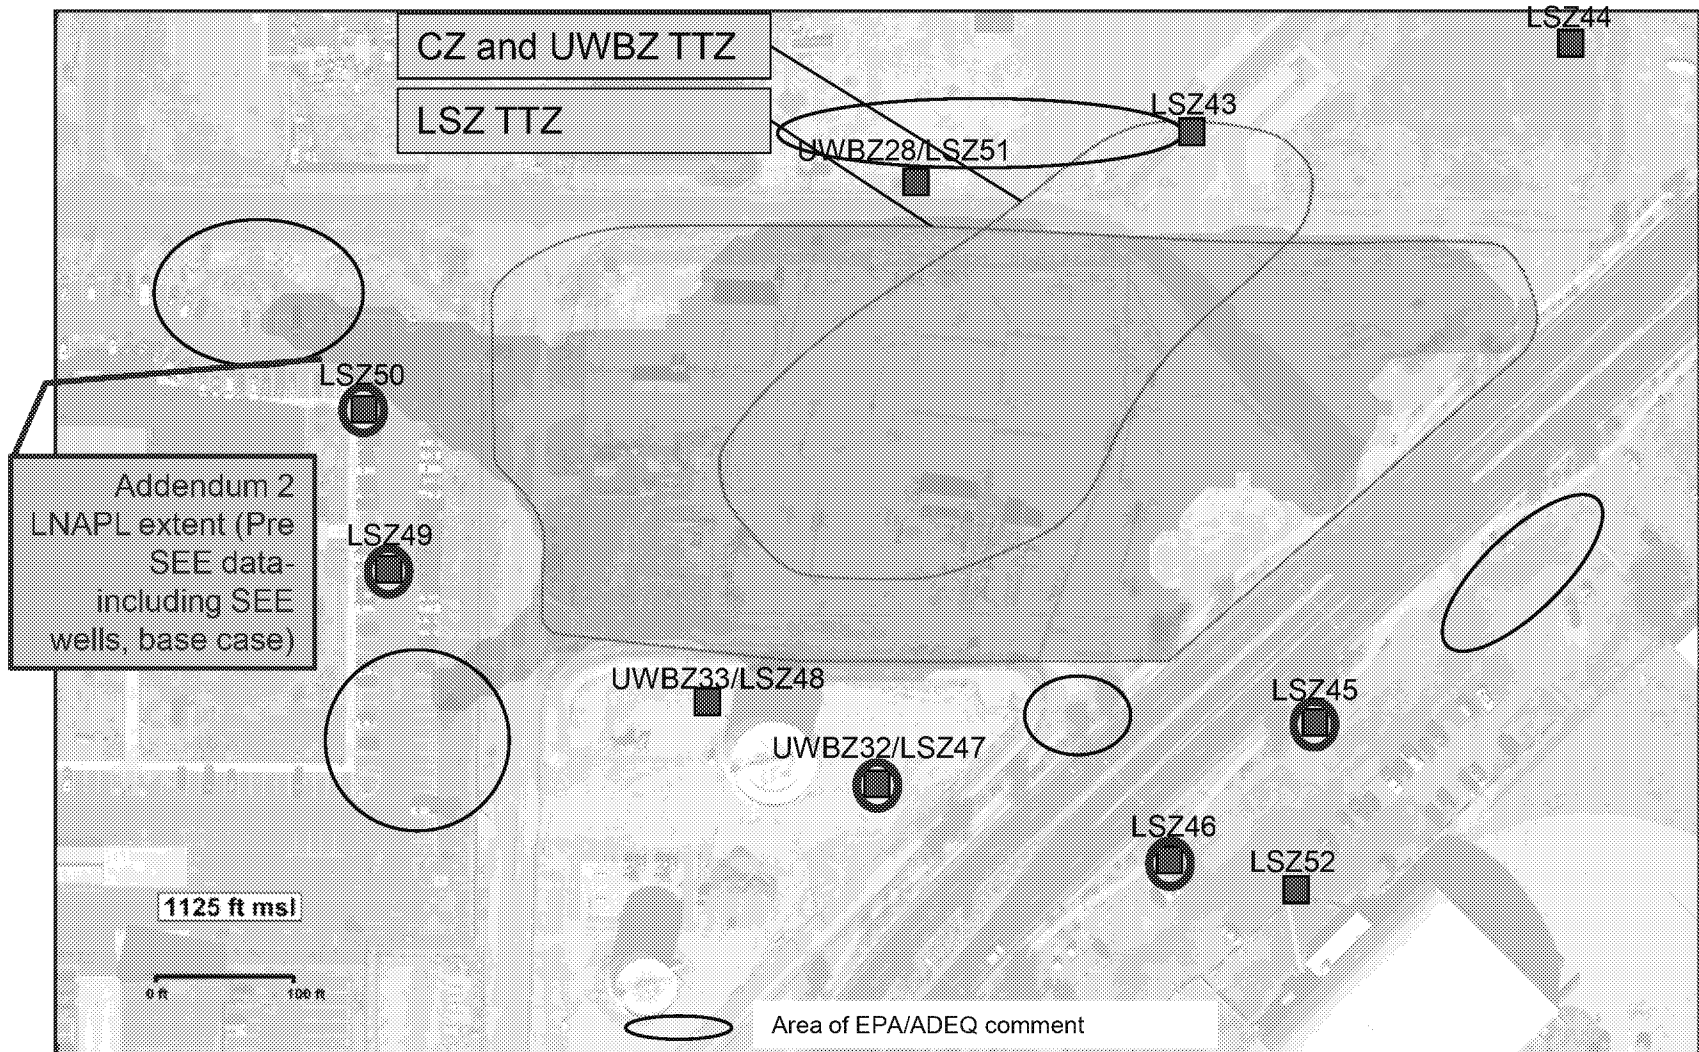 LSZ44
CZ and UWBZ TTZ
LSZ TTZ
LSZ43
UWBZ28/LSZ51
LSZ50
Addendum 2
LNAPL extent (Pre
SEE data-
including SEE
wells, base case)
LSZ49
UWBZ33/LSZ48
LSZ45
UWBZ32/LSZ47
LSZ46
LSZ52
1125 ft msl
0 ft
100 ft
Area of EPA/ADEQ comment